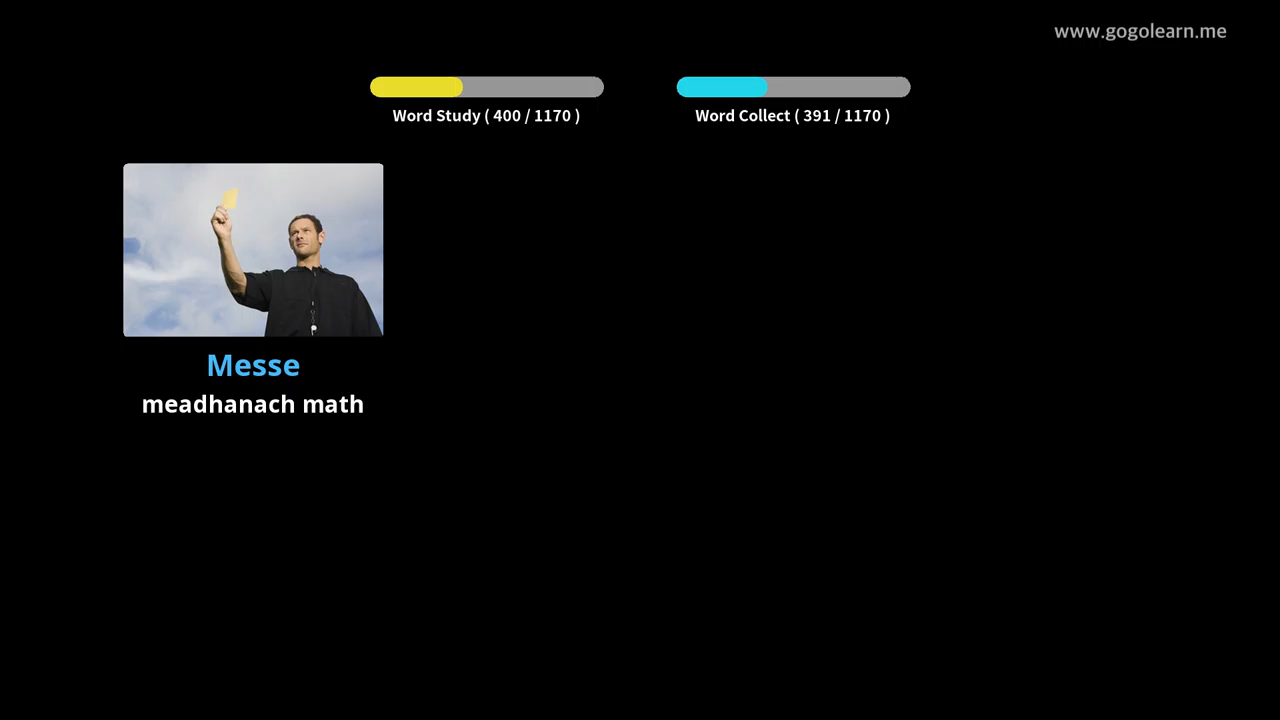 www.gogolearn.me
Word Study ( 400 / 1170 )
Word Collect ( 391 / 1170 )
Messe
meadhanach math